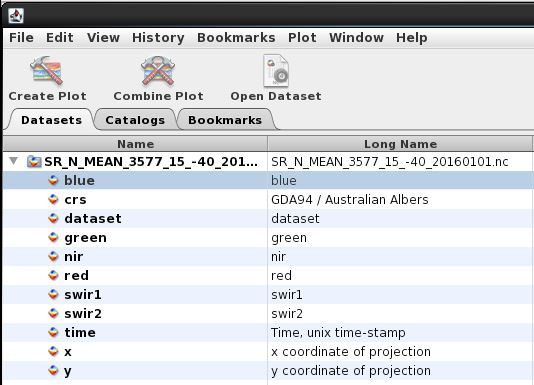 File Edit View History Bookmarks Plot Window Help
Create Plot Combine Plot Open Dataset
Datasets Catalogs Bookmarks
Name Long Name
SR_N_MEAN_3577_15_-40_201... SR_N_MEAN_3577_15_-40_20160101.nc
blue blue
crs GDA94 / Australian Albers
dataset dataset
green green
nir nir
red red
swir1 swir1
swir2 swir2
time Time, unix time-stamp
x x coordinate of projection
y y coordinate of projection